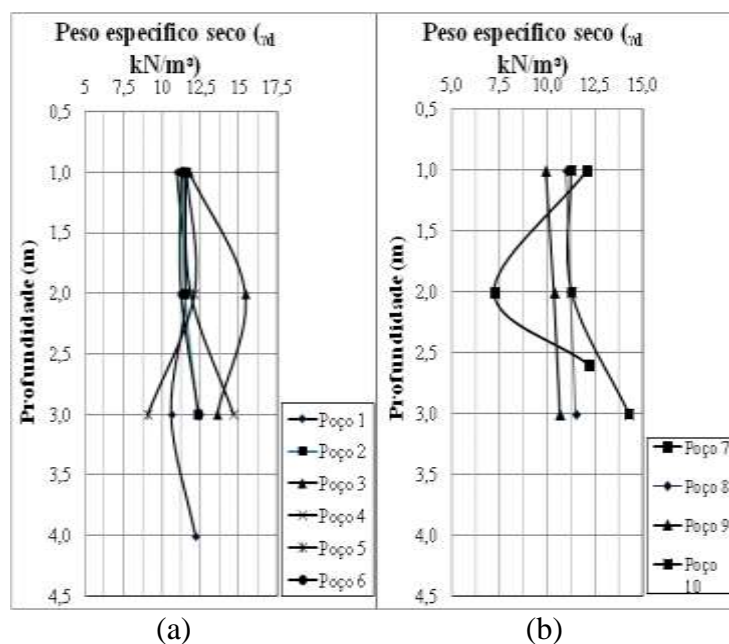 Peso específico seco (γd
kN/m³)
5 7,5 10 12,5 15 17,5
0,5
1,0
1,5
2,0
2,5
3,0
3,5
4,0
4,5
Profundidade (m)
Poço 1
Poço 2
Poço 3
Poço 4
Poço 5
Poço 6
(a)
Peso específico seco (γd
kN/m³)
5,0 7,5 10,0 12,5 15,0
0,5
1,0
1,5
2,0
2,5
3,0
3,5
4,0
4,5
Profundidade (m)
Poço 7
Poço 8
Poço 9
Poço
10
(b)